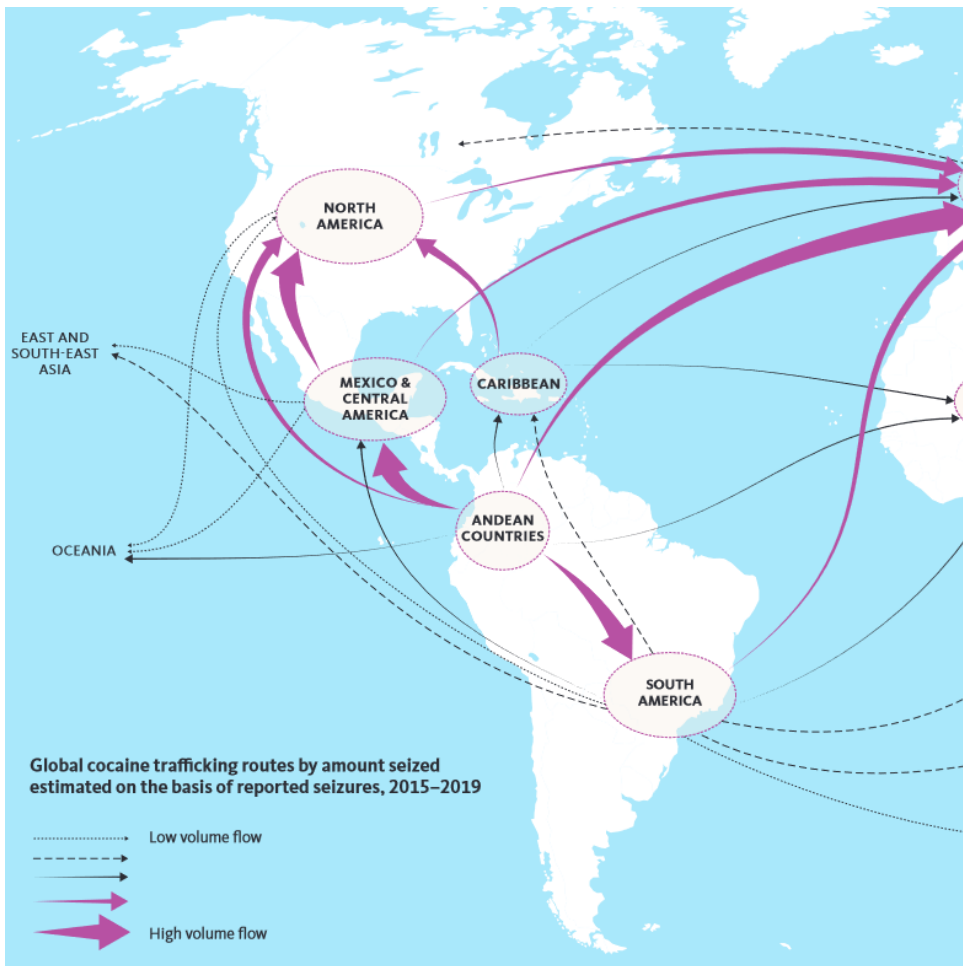 NORTH
AMERICA
EAST AND
SOUTH-EAST
ASIA
MEXICO &
CENTRAL
AMERICA
CARIBBEAN
ANDEAN
COUNTRIES
OCEANIA
SOUTH
AMERICA
Global cocaine trafficking routes by amount seized
estimated on the basis of reported seizures, 2015–2019
Low volume flow
High volume flow